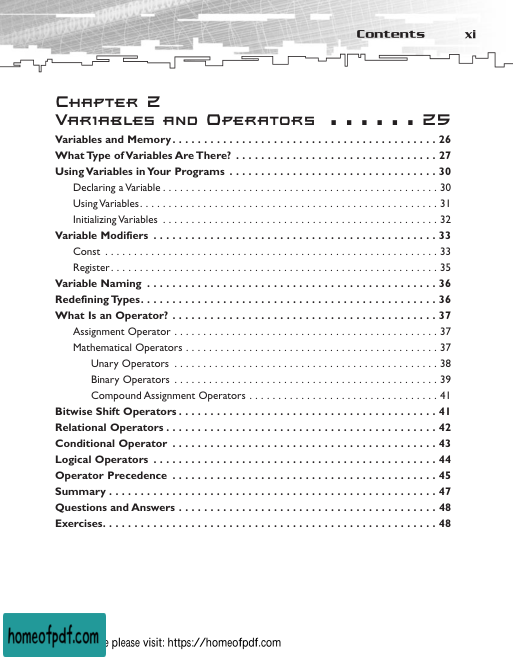 Contents xi
CHAPTER 2
VARIABLES AND OPERATORS . . . . . . 25
Variables and Memory . . . . . . . . . . . . . . . . . . . . . . . . . . . . . . . . . . . . . . . . . . 26
What Type of Variables Are There? . . . . . . . . . . . . . . . . . . . . . . . . . . . . . . . . 27
Using Variables in Your Programs . . . . . . . . . . . . . . . . . . . . . . . . . . . . . . . . . 30
Declaring a Variable . . . . . . . . . . . . . . . . . . . . . . . . . . . . . . . . . . . . . . . . . . . . 30
Using Variables. . . . . . . . . . . . . . . . . . . . . . . . . . . . . . . . . . . . . . . . . . . . . . . . 31
Initializing Variables . . . . . . . . . . . . . . . . . . . . . . . . . . . . . . . . . . . . . . . . . . . . 32
Variable Modifiers . . . . . . . . . . . . . . . . . . . . . . . . . . . . . . . . . . . . . . . . . . . . . 33
Const . . . . . . . . . . . . . . . . . . . . . . . . . . . . . . . . . . . . . . . . . . . . . . . . . . . . . 33
Register . . . . . . . . . . . . . . . . . . . . . . . . . . . . . . . . . . . . . . . . . . . . . . . . . . . . 35
Variable Naming . . . . . . . . . . . . . . . . . . . . . . . . . . . . . . . . . . . . . . . . . . . . . . 36
Redefining Types. . . . . . . . . . . . . . . . . . . . . . . . . . . . . . . . . . . . . . . . . . . . . . . 36
What Is an Operator? . . . . . . . . . . . . . . . . . . . . . . . . . . . . . . . . . . . . . . . . . . 37
Assignment Operator . . . . . . . . . . . . . . . . . . . . . . . . . . . . . . . . . . . . . . . . . . 37
Mathematical Operators . . . . . . . . . . . . . . . . . . . . . . . . . . . . . . . . . . . . . . . . 37
Unary Operators . . . . . . . . . . . . . . . . . . . . . . . . . . . . . . . . . . . . . . . . . . 38
Binary Operators . . . . . . . . . . . . . . . . . . . . . . . . . . . . . . . . . . . . . . . . . . 39
Compound Assignment Operators . . . . . . . . . . . . . . . . . . . . . . . . . . . . . . 41
Bitwise Shift Operators . . . . . . . . . . . . . . . . . . . . . . . . . . . . . . . . . . . . . . . . . 41
Relational Operators . . . . . . . . . . . . . . . . . . . . . . . . . . . . . . . . . . . . . . . . . . . 42
Conditional Operator . . . . . . . . . . . . . . . . . . . . . . . . . . . . . . . . . . . . . . . . . . 43
Logical Operators . . . . . . . . . . . . . . . . . . . . . . . . . . . . . . . . . . . . . . . . . . . . . 44
Operator Precedence . . . . . . . . . . . . . . . . . . . . . . . . . . . . . . . . . . . . . . . . . . 45
Summary . . . . . . . . . . . . . . . . . . . . . . . . . . . . . . . . . . . . . . . . . . . . . . . . . . . . 47
Questions and Answers . . . . . . . . . . . . . . . . . . . . . . . . . . . . . . . . . . . . . . . . . 48
Exercises. . . . . . . . . . . . . . . . . . . . . . . . . . . . . . . . . . . . . . . . . . . . . . . . . . . . . 48
homeofpdf.com please visit: https://homeofpdf.com